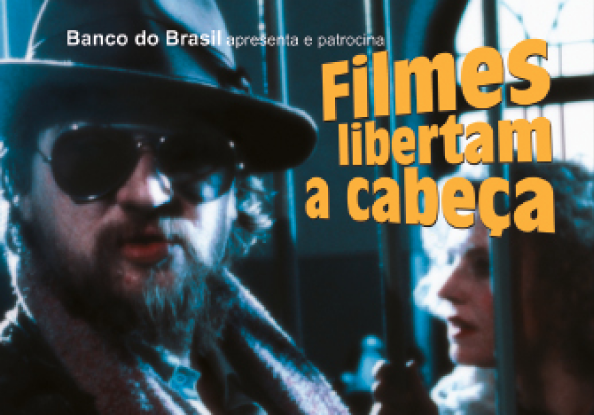 Banco do Brasil apresenta e patrocina
Filmes
libertam
a cabeça